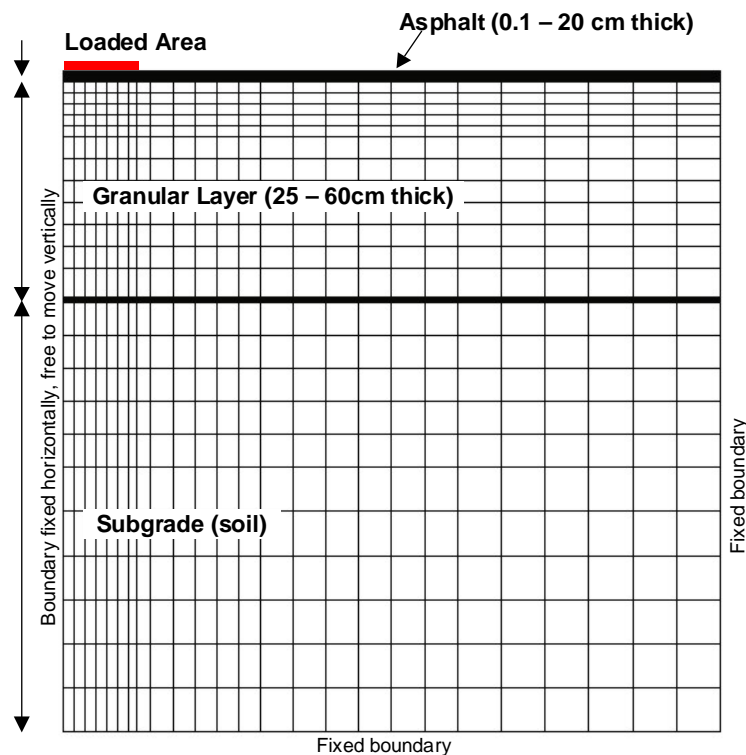 Asphalt (0.1 – 20 cm thick)
Loaded Area
Granular Layer (25 – 60cm thick)
Boundary fixed horizontally, free to move vertically
Subgrade (soil)
Fixed boundary
Fixed boundary